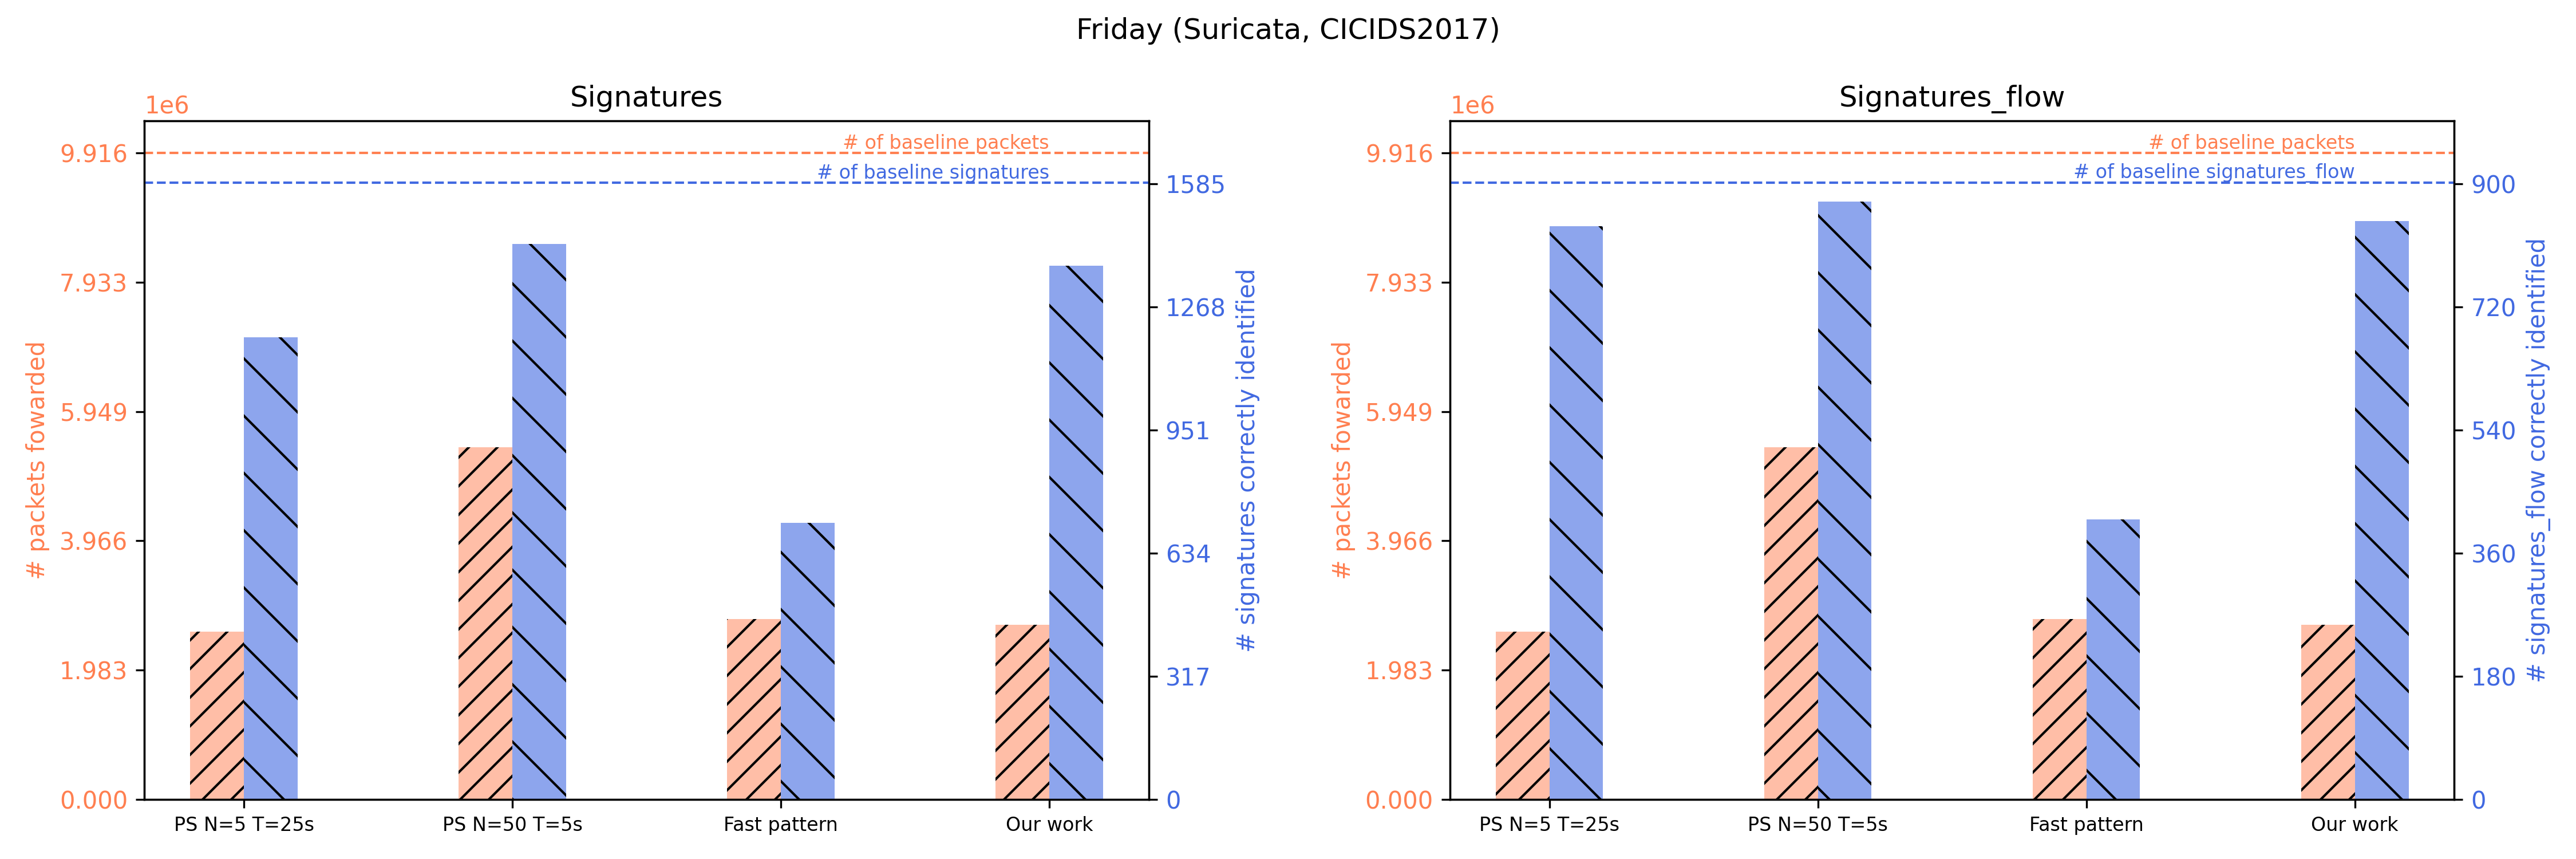 Friday (Suricata, CICIDS2017)
Signatures
1e6
# of baseline packets
# of baseline signatures
9.916
7.933
5.949
3.966
1.983
0.000
# packets fowarded
1585
1268
951
634
317
0
# signatures correctly identified
PS N=5 T=25s
PS N=50 T=5s
Fast pattern
Our work
Signatures_flow
1e6
# of baseline packets
# of baseline signatures_flow
9.916
7.933
5.949
3.966
1.983
0.000
# packets fowarded
900
720
540
360
180
0
# signatures_flow correctly identified
PS N=5 T=25s
PS N=50 T=5s
Fast pattern
Our work